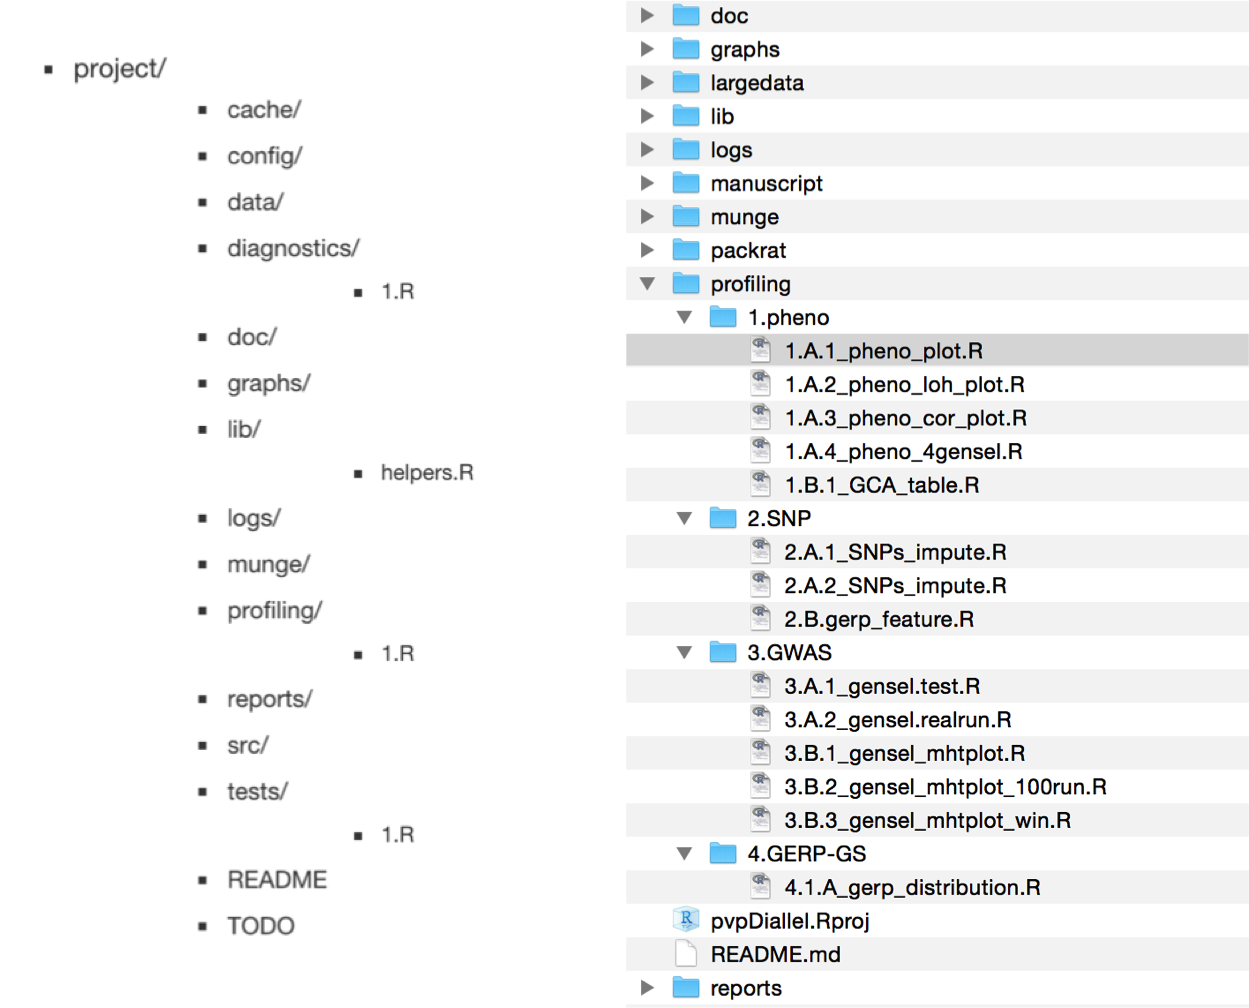 project/
cache/
config/
data/
diagnostics/
1.R
doc/
graphs/
lib/
helpers.R
logs/
munge/
profiling/
1.R
reports/
src/
tests/
1.R
README
TODO
doc
graphs
largedata
lib
logs
manuscript
munge
packrat
profiling
1.pheno
1.A.1_pheno_plot.R
1.A.2_pheno_loh_plot.R
1.A.3_pheno_cor_plot.R
1.A.4_pheno_4gensel.R
1.B.1_GCA_table.R
2.SNP
2.A.1_SNPs_impute.R
2.A.2_SNPs_impute.R
2.B.gerp_feature.R
3.GWAS
3.A.1_gensel.test.R
3.A.2_gensel.realrun.R
3.B.1_gensel_mhtplot.R
3.B.2_gensel_mhtplot_100run.R
3.B.3_gensel_mhtplot_win.R
4.GERP-GS
4.1.A_gerp_distribution.R
pvpDiallel.Rproj
README.md
reports